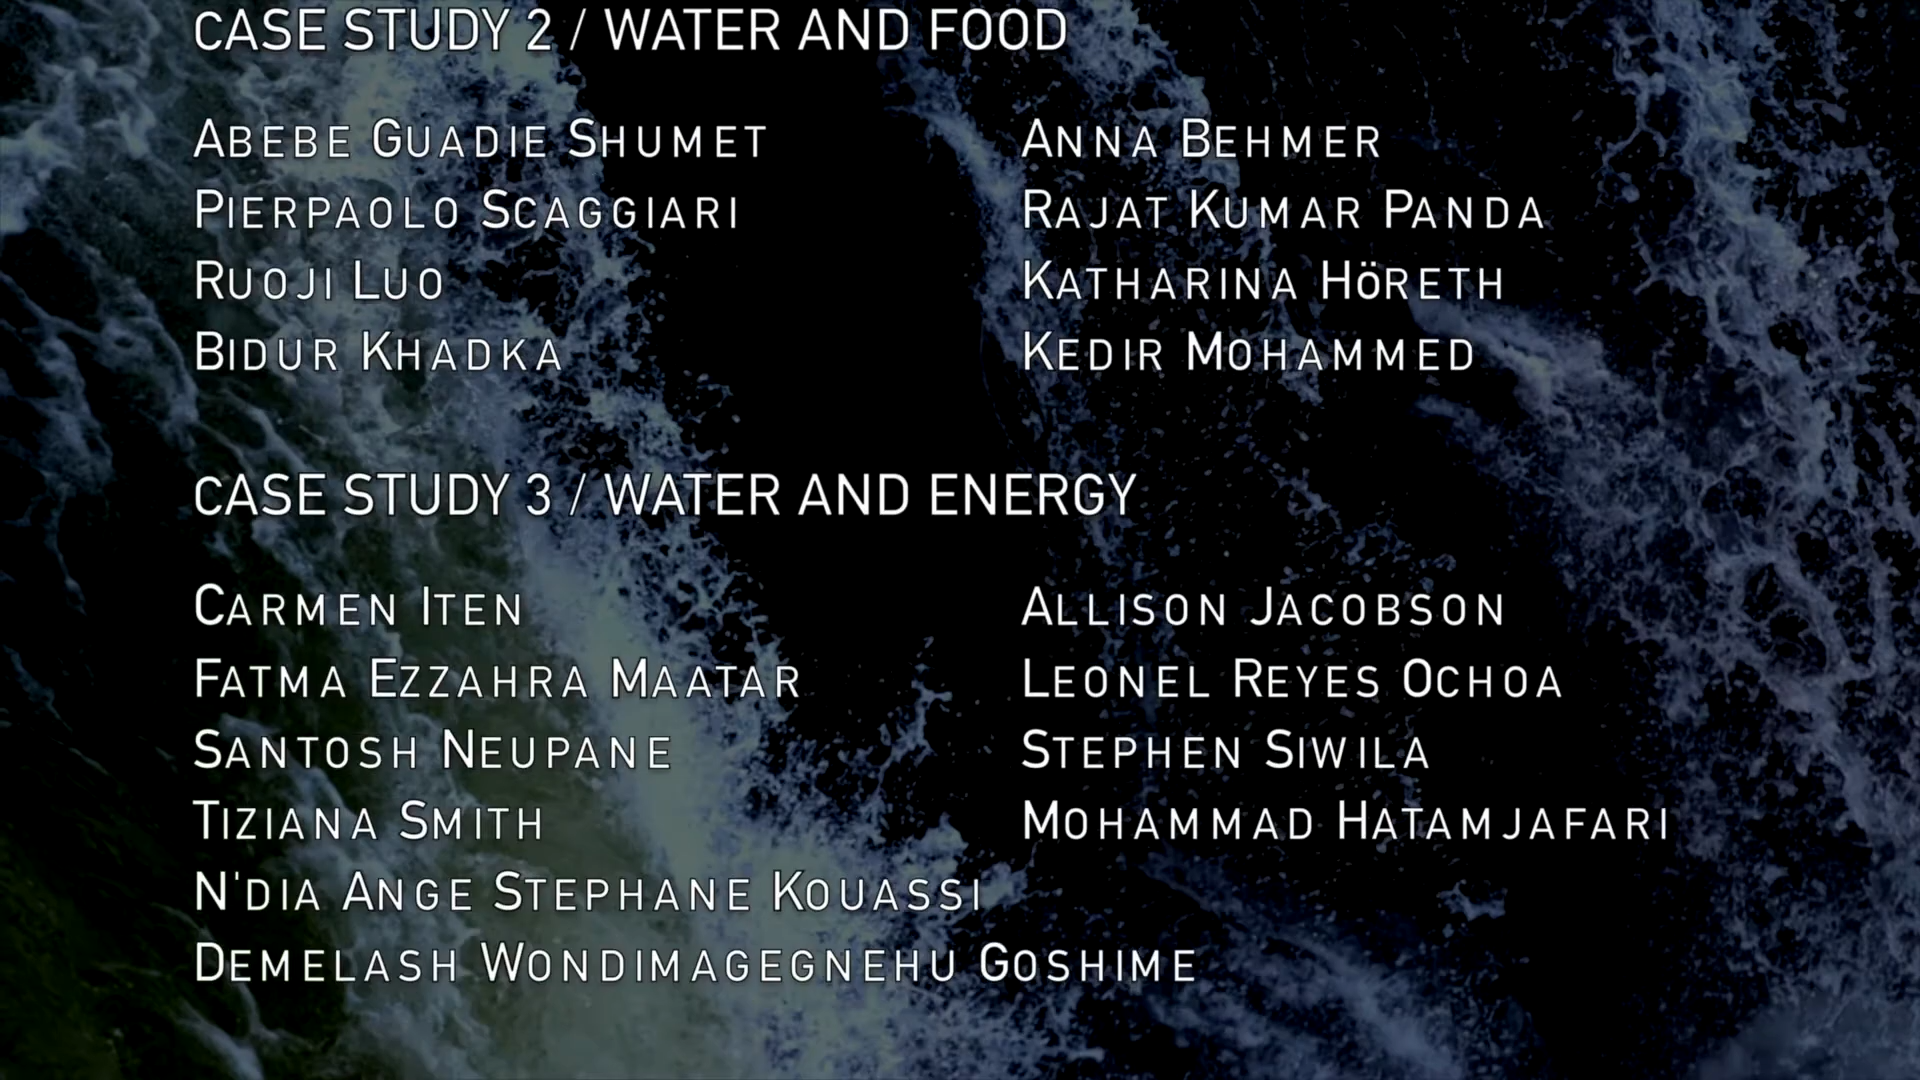 CASE STUDY 2 / WATER AND FOOD
ABEBE GUADIE SHUMET
ANNA BEHMER
PIERPAOLO SCAGGIARI
RAJAT KUMAR PANDA
RUOJI LUO
KATHARINA HöRETH
BIDUR KHADKA
KEDIR MOHAMMED
CASE STUDY 3 / WATER AND ENERGY
CARMEN ITEN
ALLISON JACOBSON
FATMA EZZAHRA MAATAR
LEONEL REYES OCHOA
SANTOSH NEUPANE
STEPHEN SIWILA
TIZIANA SMITH
MOHAMMAD HATAMJAFARI
N'DIA ANGE STEPHANE KOUASSI
DEMELASH WONDIMAGEGNEHU GOSHIME